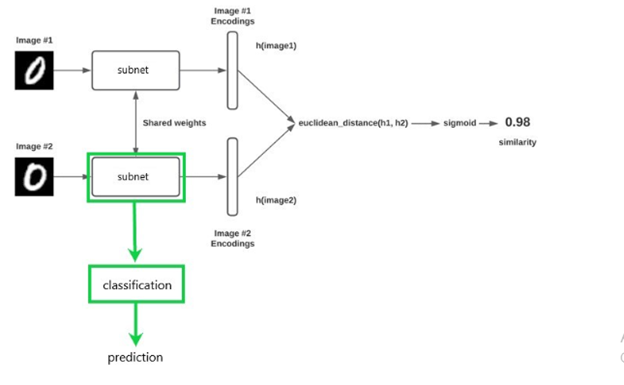 Image #1
Encodings
Image #1
h(image1)
subnet
Shared weights
euclidean_distance(h1, h2)
sigmoid
0.98
similarity
Image #2
subnet
h(image2)
Image #2
Encodings
classification
prediction